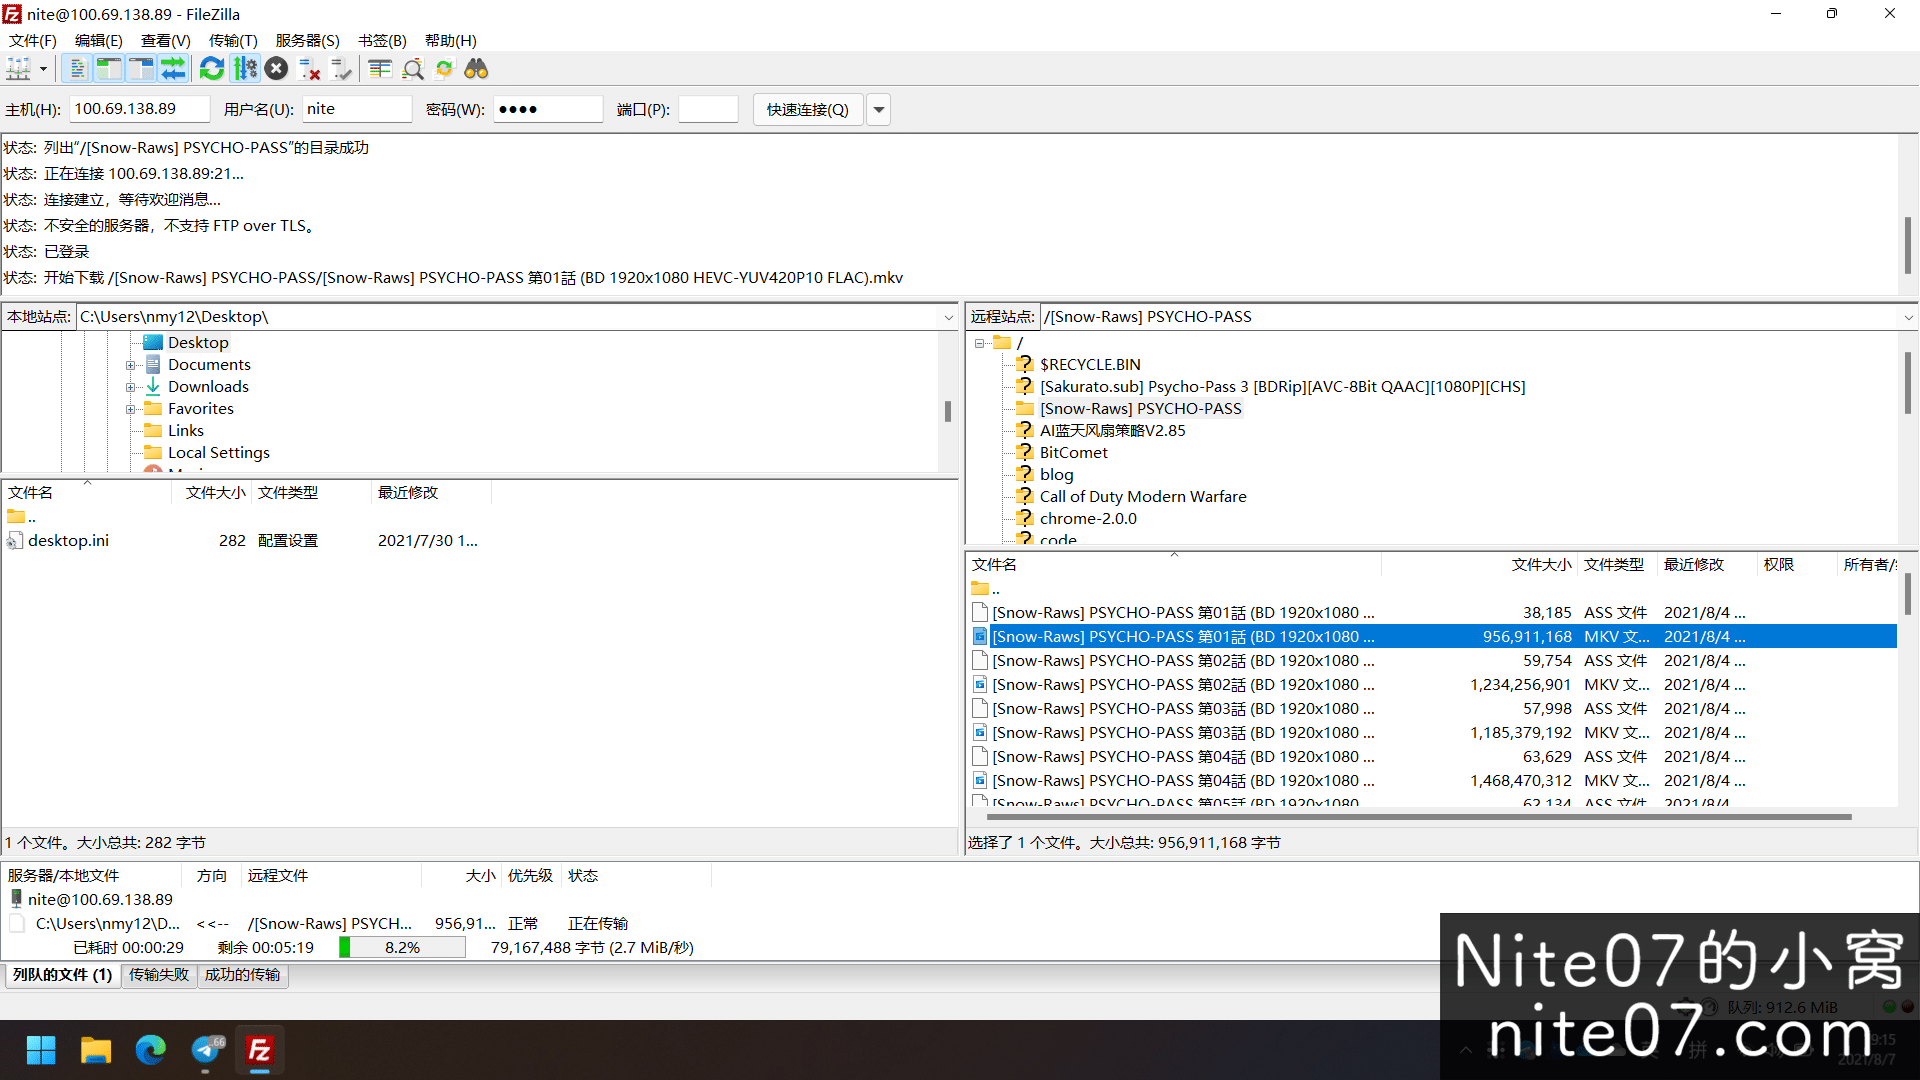 nite@100.69.138.89 - FileZilla
文件(F) 编辑(E) 查看(V) 传输(T) 服务器(S) 书签(B) 帮助(H)
主机(H): 100.69.138.89 用户名(U): nite 密码(W): ●●●● 端口(P): 快速连接(Q)
状态: 列出“/[Snow-Raws] PSYCHO-PASS”的目录成功
状态: 正在连接 100.69.138.89:21...
状态: 连接建立，等待欢迎消息...
状态: 不安全的服务器，不支持 FTP over TLS。
状态: 已登录
状态: 开始下载 /[Snow-Raws] PSYCHO-PASS/[Snow-Raws] PSYCHO-PASS 第01話 (BD 1920x1080 HEVC-YUV420P10 FLAC).mkv
本地站点: C:\Users\nmy12\Desktop\
Desktop
Documents
Downloads
Favorites
Links
Local Settings
文件名 文件大小 文件类型 最近修改
..
desktop.ini 282 配置设置 2021/7/30 1...
1 个文件。大小总共: 282 字节
远程站点: /[Snow-Raws] PSYCHO-PASS
/
$RECYCLE.BIN
[Sakurato.sub] Psycho-Pass 3 [BDRip][AVC-8Bit QAAC][1080P][CHS]
[Snow-Raws] PSYCHO-PASS
AI蓝天风扇策略V2.85
BitComet
blog
Call of Duty Modern Warfare
chrome-2.0.0
code
文件名 文件大小 文件类型 最近修改 权限 所有者/
..
[Snow-Raws] PSYCHO-PASS 第01話 (BD 1920x1080 ... 38,185 ASS 文件 2021/8/4 ...
[Snow-Raws] PSYCHO-PASS 第01話 (BD 1920x1080 ... 956,911,168 MKV 文... 2021/8/4 ...
[Snow-Raws] PSYCHO-PASS 第02話 (BD 1920x1080 ... 59,754 ASS 文件 2021/8/4 ...
[Snow-Raws] PSYCHO-PASS 第02話 (BD 1920x1080 ... 1,234,256,901 MKV 文... 2021/8/4 ...
[Snow-Raws] PSYCHO-PASS 第03話 (BD 1920x1080 ... 57,998 ASS 文件 2021/8/4 ...
[Snow-Raws] PSYCHO-PASS 第03話 (BD 1920x1080 ... 1,185,379,192 MKV 文... 2021/8/4 ...
[Snow-Raws] PSYCHO-PASS 第04話 (BD 1920x1080 ... 63,629 ASS 文件 2021/8/4 ...
[Snow-Raws] PSYCHO-PASS 第04話 (BD 1920x1080 ... 1,468,470,312 MKV 文... 2021/8/4 ...
[Snow-Raws] PSYCHO-PASS 第05話 (BD 1920x1080 62,134 ASS 文件 2021/8/4
选择了 1 个文件。大小总共: 956,911,168 字节
服务器/本地文件 方向 远程文件 大小 优先级 状态
nite@100.69.138.89
C:\Users\nmy12\D... <<-- /[Snow-Raws] PSYCH... 956,91... 正常 正在传输
已耗时 00:00:29 剩余 00:05:19 8.2% 79,167,488 字节 (2.7 MiB/秒)
列队的文件 (1) 传输失败 成功的传输
队列: 912.6 MiB
Nite07的小窝
nite07.com
66
拼
2021/8/7